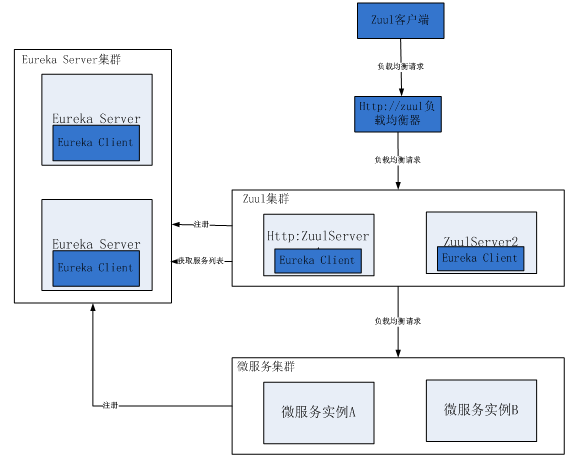 Zuul客户端
负载均衡请求
Http://zuul负
载均衡器
负载均衡请求
Eureka Server集群
Eureka Server
Eureka Client
Eureka Server
Eureka Client
Zuul集群
Http:ZuulServer
Eureka Client
ZuulServer2
Eureka Client
注册
获取服务列表
负载均衡请求
微服务集群
微服务实例A
微服务实例B
注册